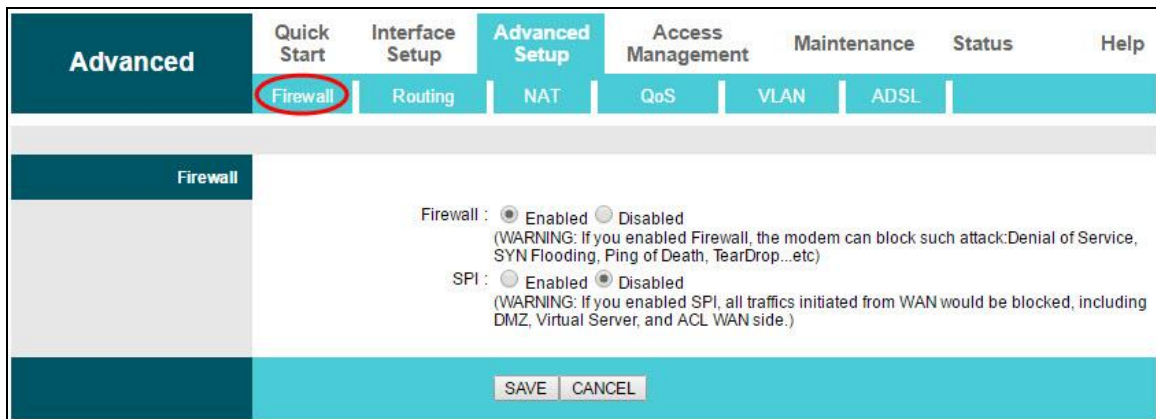 Advanced
Quick Start
Interface Setup
Advanced Setup
Access Management
Maintenance
Status
Help
Firewall
Routing
NAT
QoS
VLAN
ADSL
Firewall
Firewall : Enabled Disabled
(WARNING: If you enabled Firewall, the modem can block such attack:Denial of Service,
SYN Flooding, Ping of Death, TearDrop...etc)
SPI : Enabled Disabled
(WARNING: If you enabled SPI, all traffics initiated from WAN would be blocked, including
DMZ, Virtual Server, and ACL WAN side.)
SAVE CANCEL